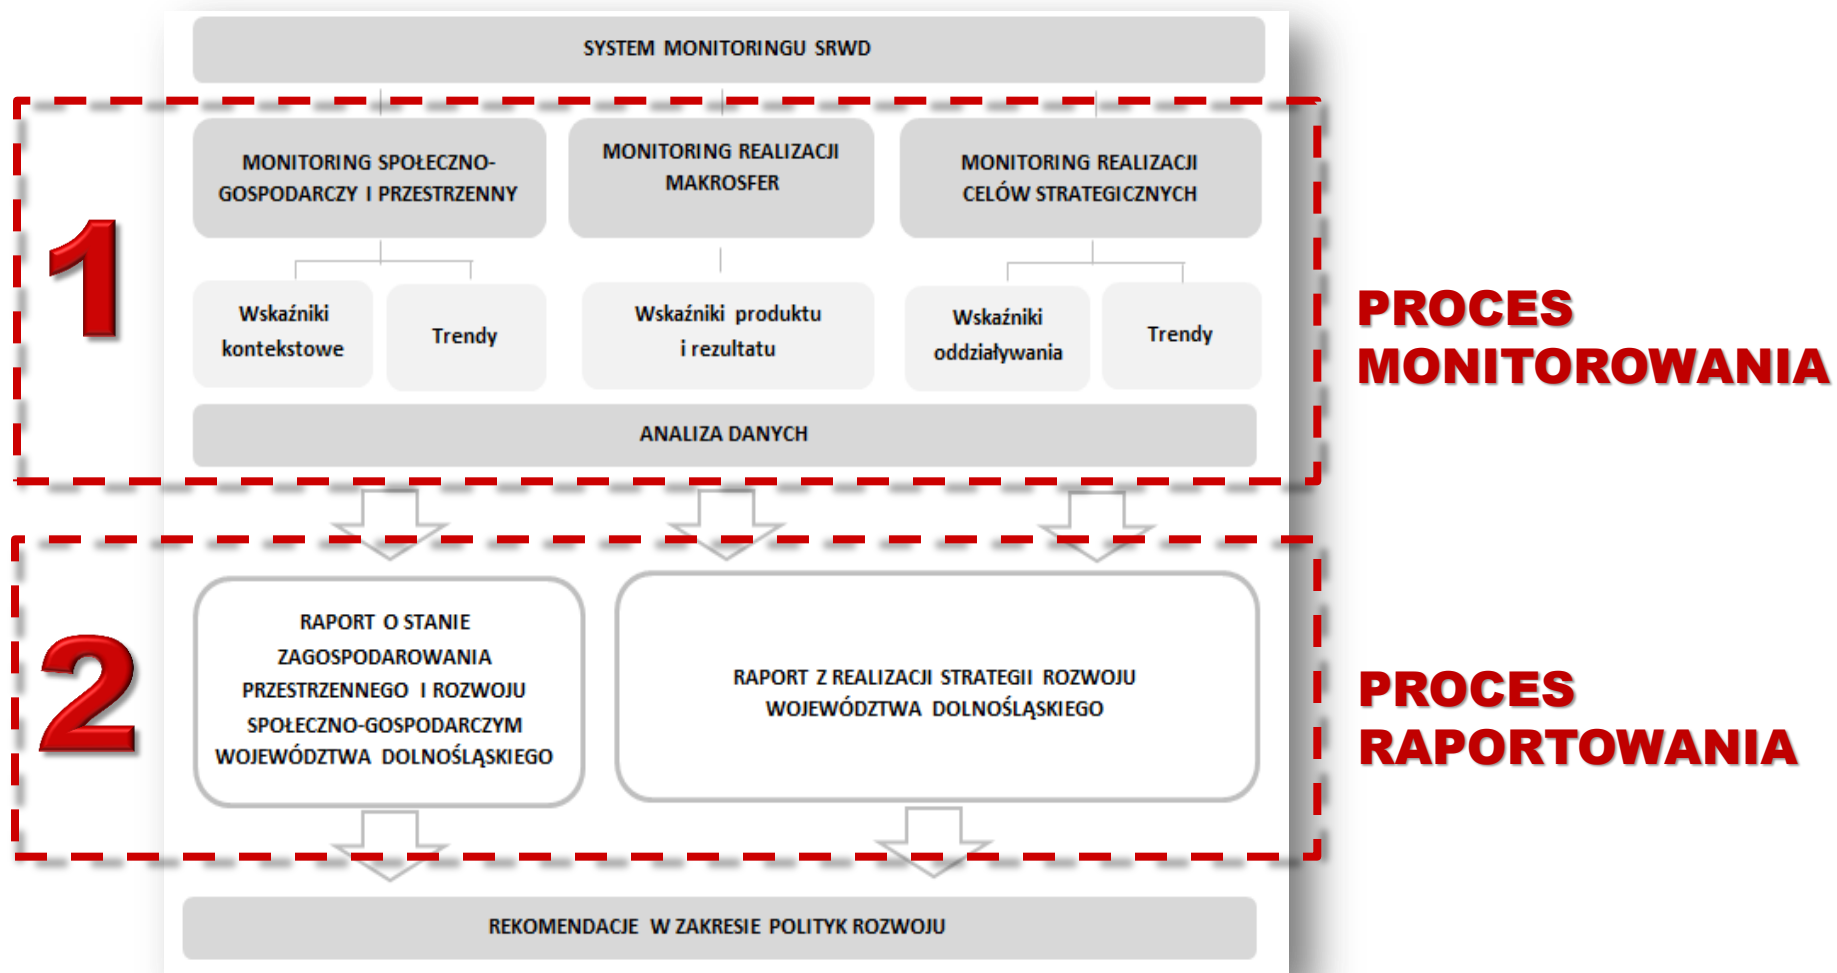 SYSTEM MONITORINGU SRWD
1
MONITORING SPOŁECZNO-
GOSPODARCZY I PRZESTRZENNY
MONITORING REALIZACJI
MAKROSFER
MONITORING REALIZACJI
CELÓW STRATEGICZNYCH
Wskaźniki
kontekstowe
Trendy
Wskaźniki produktu
i rezultatu
Wskaźniki
oddziaływania
Trendy
ANALIZA DANYCH
PROCES
MONITOROWANIA
2
RAPORT O STANIE
ZAGOSPODAROWANIA
PRZESTRZENNEGO I ROZWOJU
SPOŁECZNO-GOSPODARCZYM
WOJEWÓDZTWA DOLNOŚLĄSKIEGO
RAPORT Z REALIZACJI STRATEGII ROZWOJU
WOJEWÓDZTWA DOLNOŚLĄSKIEGO
PROCES
RAPORTOWANIA
REKOMENDACJE W ZAKRESIE POLITYK ROZWOJU